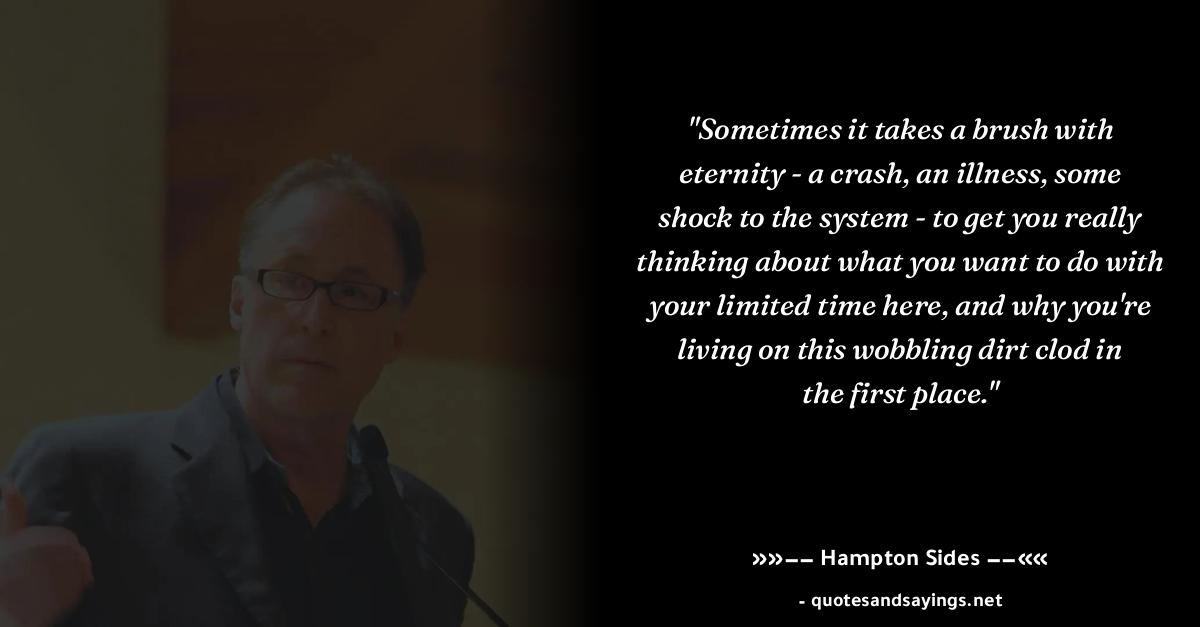 "Sometimes it takes a brush with
eternity - a crash, an illness, some
shock to the system - to get you really
thinking about what you want to do with
your limited time here, and why you're
living on this wobbling dirt clod in
the first place."
»»−− Hampton Sides −−««
- quotesandsayings.net